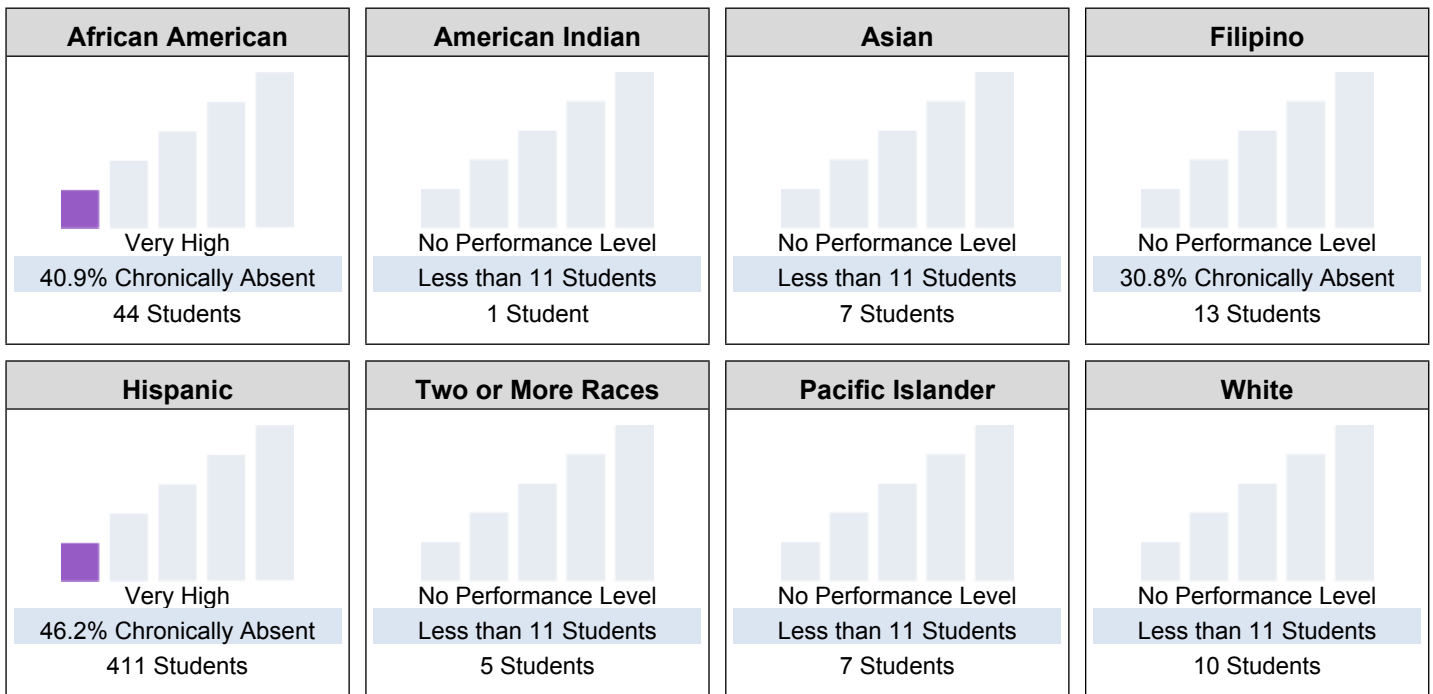 African American
Very High
40.9% Chronically Absent
44 Students
American Indian
No Performance Level
Less than 11 Students
1 Student
Asian
No Performance Level
Less than 11 Students
7 Students
Filipino
No Performance Level
30.8% Chronically Absent
13 Students
Hispanic
Very High
46.2% Chronically Absent
411 Students
Two or More Races
No Performance Level
Less than 11 Students
5 Students
Pacific Islander
No Performance Level
Less than 11 Students
7 Students
White
No Performance Level
Less than 11 Students
10 Students